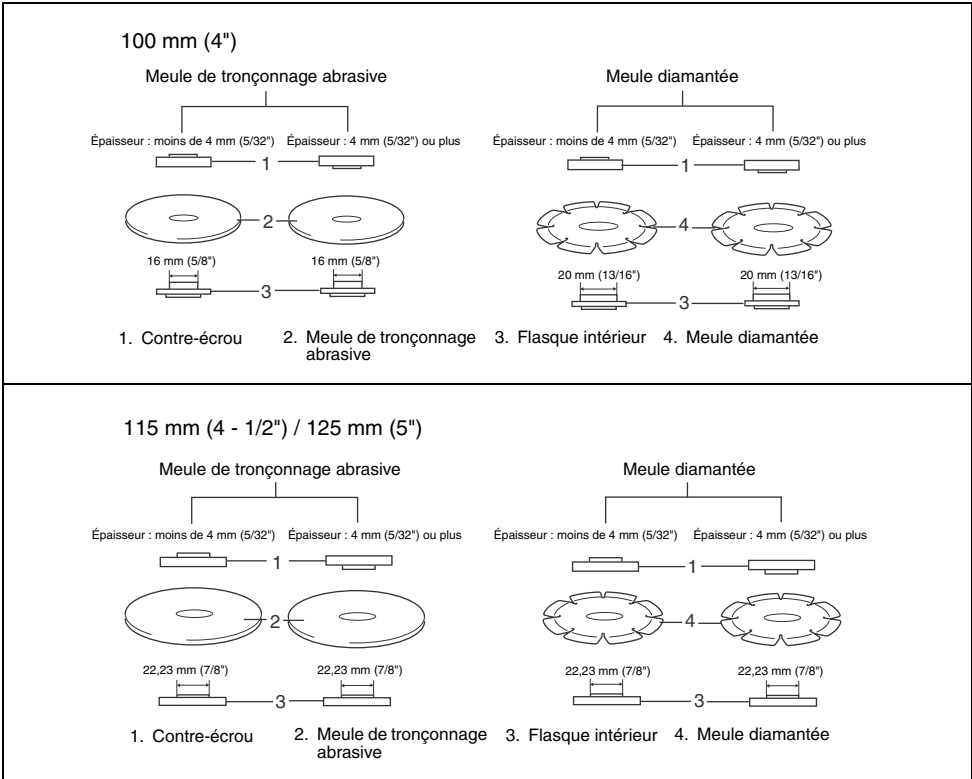 100 mm (4")
Meule de tronçonnage abrasive
Épaisseur : moins de 4 mm (5/32") Épaisseur : 4 mm (5/32") ou plus
1
2
16 mm (5/8") 16 mm (5/8")
3
Meule diamantée
Épaisseur : moins de 4 mm (5/32") Épaisseur : 4 mm (5/32") ou plus
1
4
20 mm (13/16") 20 mm (13/16")
3
1. Contre-écrou 2. Meule de tronçonnage 3. Flasque intérieur 4. Meule diamantée
abrasive
115 mm (4 - 1/2") / 125 mm (5")
Meule de tronçonnage abrasive
Épaisseur : moins de 4 mm (5/32") Épaisseur : 4 mm (5/32") ou plus
1
2
22,23 mm (7/8") 22,23 mm (7/8")
3
Meule diamantée
Épaisseur : moins de 4 mm (5/32") Épaisseur : 4 mm (5/32") ou plus
1
4
22,23 mm (7/8") 22,23 mm (7/8")
3
1. Contre-écrou 2. Meule de tronçonnage 3. Flasque intérieur 4. Meule diamantée
abrasive